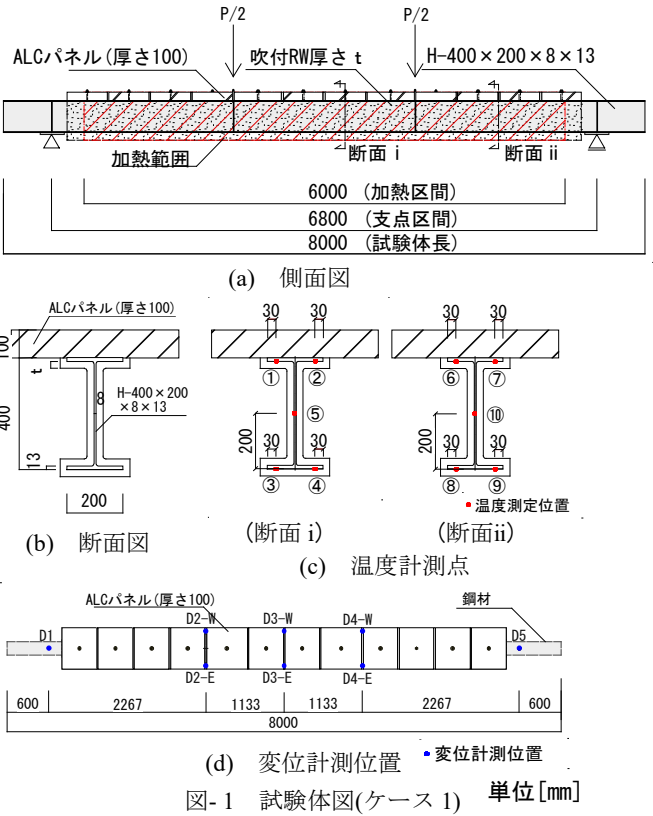 P/2
P/2
ALCパネル(厚さ100)
吹付RW厚さ t
H-400×200×8×13
加熱範囲
断面 i
断面 ii
6000 (加熱区間)
6800 (支点区間)
8000 (試験体長)
(a) 側面図
ALCパネル(厚さ100)
100
t
400
13
8
H-400×200
×8×13
200
(b) 断面図
30
30
①
②
⑤
200
30
30
③
④
(断面 i)
30
30
⑥
⑦
⑩
200
30
30
⑧
⑨
温度測定位置
(断面ii)
(c) 温度計測点
ALCパネル(厚さ100)
鋼材
D1
D2-W
D3-W
D4-W
D5
D2-E
D3-E
D4-E
600
2267
1133
1133
2267
600
8000
(d) 変位計測位置
変位計測位置
図-1 試験体図(ケース 1)
単位[mm]